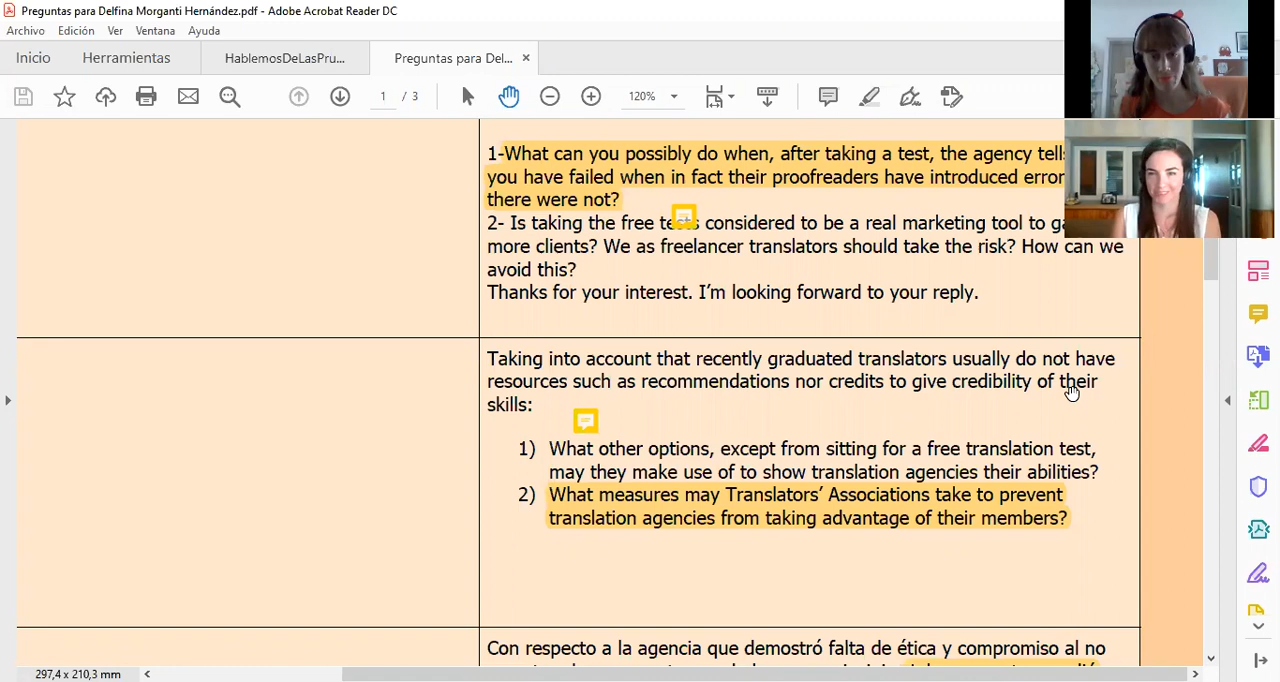 Preguntas para Delfina Morganti Hernández.pdf - Adobe Acrobat Reader DC
Archivo Edición Ver Ventana Ayuda
Inicio Herramientas HablemosDeLasPru... Preguntas para Del... ×
1 / 3 120%
1-What can you possibly do when, after taking a test, the agency tells
you have failed when in fact their proofreaders have introduced
there were not?
2- Is taking the free tests considered to be a real marketing tool to
more clients? We as freelancer translators should take the risk? How can we
avoid this?
Thanks for your interest. I'm looking forward to your reply.
Taking into account that recently graduated translators usually do not have
resources such as recommendations nor credits to give credibility of their
skills:
1) What other options, except from sitting for a free translation test,
may they make use of to show translation agencies their abilities?
2) What measures may Translators' Associations take to prevent
translation agencies from taking advantage of their members?
Con respecto a la agencia que demostró falta de ética y compromiso al no
297,4 x 210,3 mm